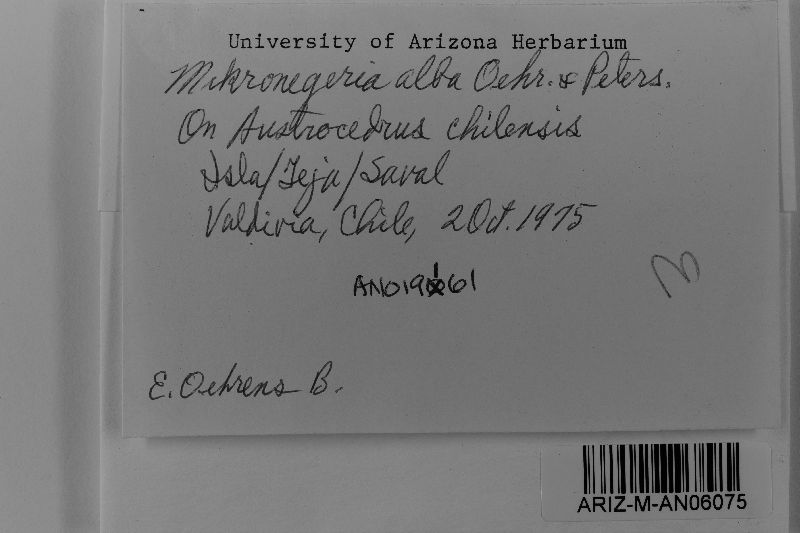 University of Arizona Herbarium
Mikronegeria alba Oehr. & Peters.
On Austrocedrus chilensis
Isla/Teja/Saval
Valdivia, Chile, 2 Oct. 1975
E. Oehrens B.
ARIZ-M-AN06075